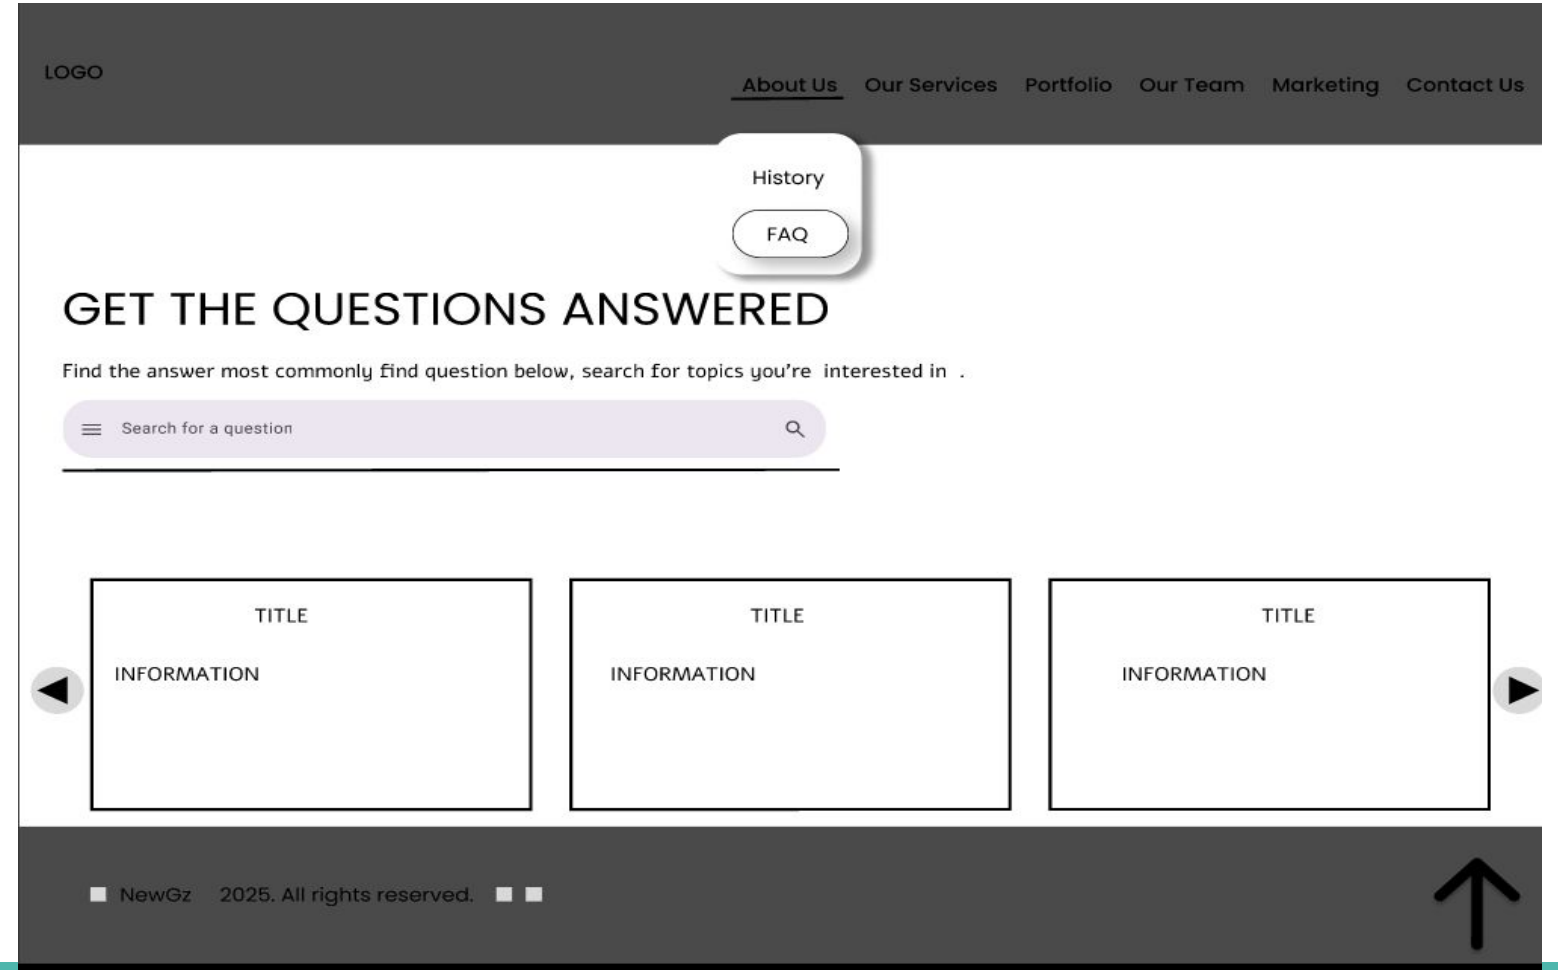 LOGO
About Us Our Services Portfolio Our Team Marketing Contact Us
History
FAQ
GET THE QUESTIONS ANSWERED
Find the answer most commonly find question below, search for topics you're interested in .
Search for a question
TITLE TITLE TITLE
INFORMATION INFORMATION INFORMATION
NewGz 2025. All rights reserved.